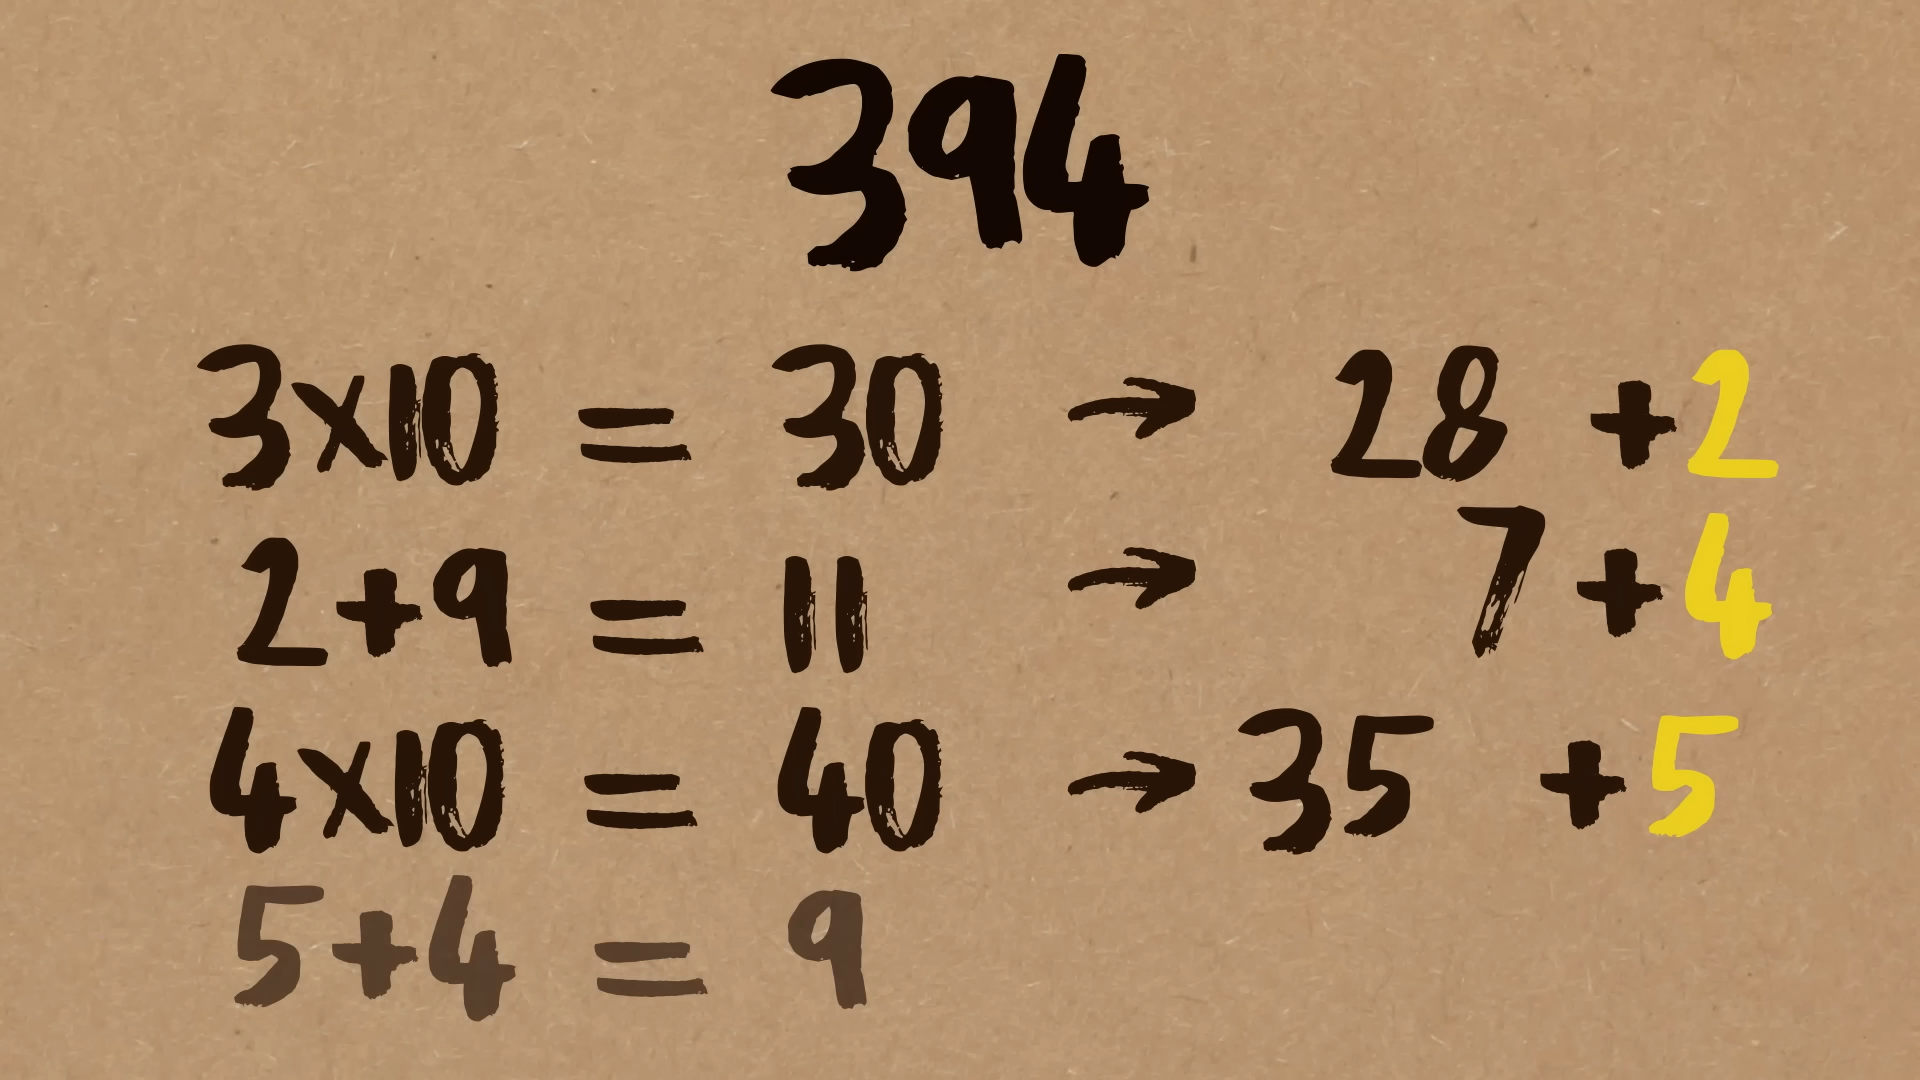 394
3x10 = 30 → 28 +2
2+9 = 11 → 7+4
4x10 = 40 → 35 +5
5+4 = 9